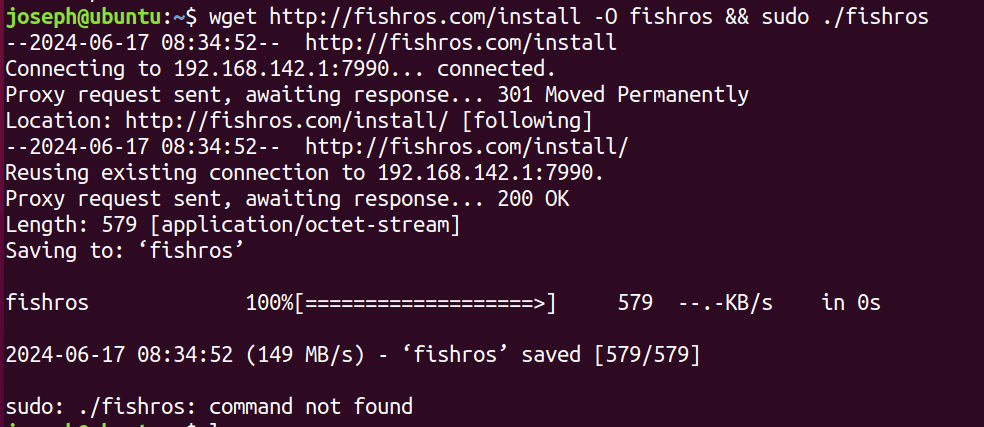 joseph@ubuntu:~$ wget http://fishros.com/install -O fishros && sudo ./fishros
--2024-06-17 08:34:52--  http://fishros.com/install
Connecting to 192.168.142.1:7990... connected.
Proxy request sent, awaiting response... 301 Moved Permanently
Location: http://fishros.com/install/ [following]
--2024-06-17 08:34:52--  http://fishros.com/install/
Reusing existing connection to 192.168.142.1:7990.
Proxy request sent, awaiting response... 200 OK
Length: 579 [application/octet-stream]
Saving to: ‘fishros’
fishros             100%[===================>]     579  --.-KB/s    in 0s
2024-06-17 08:34:52 (149 MB/s) - ‘fishros’ saved [579/579]
sudo: ./fishros: command not found